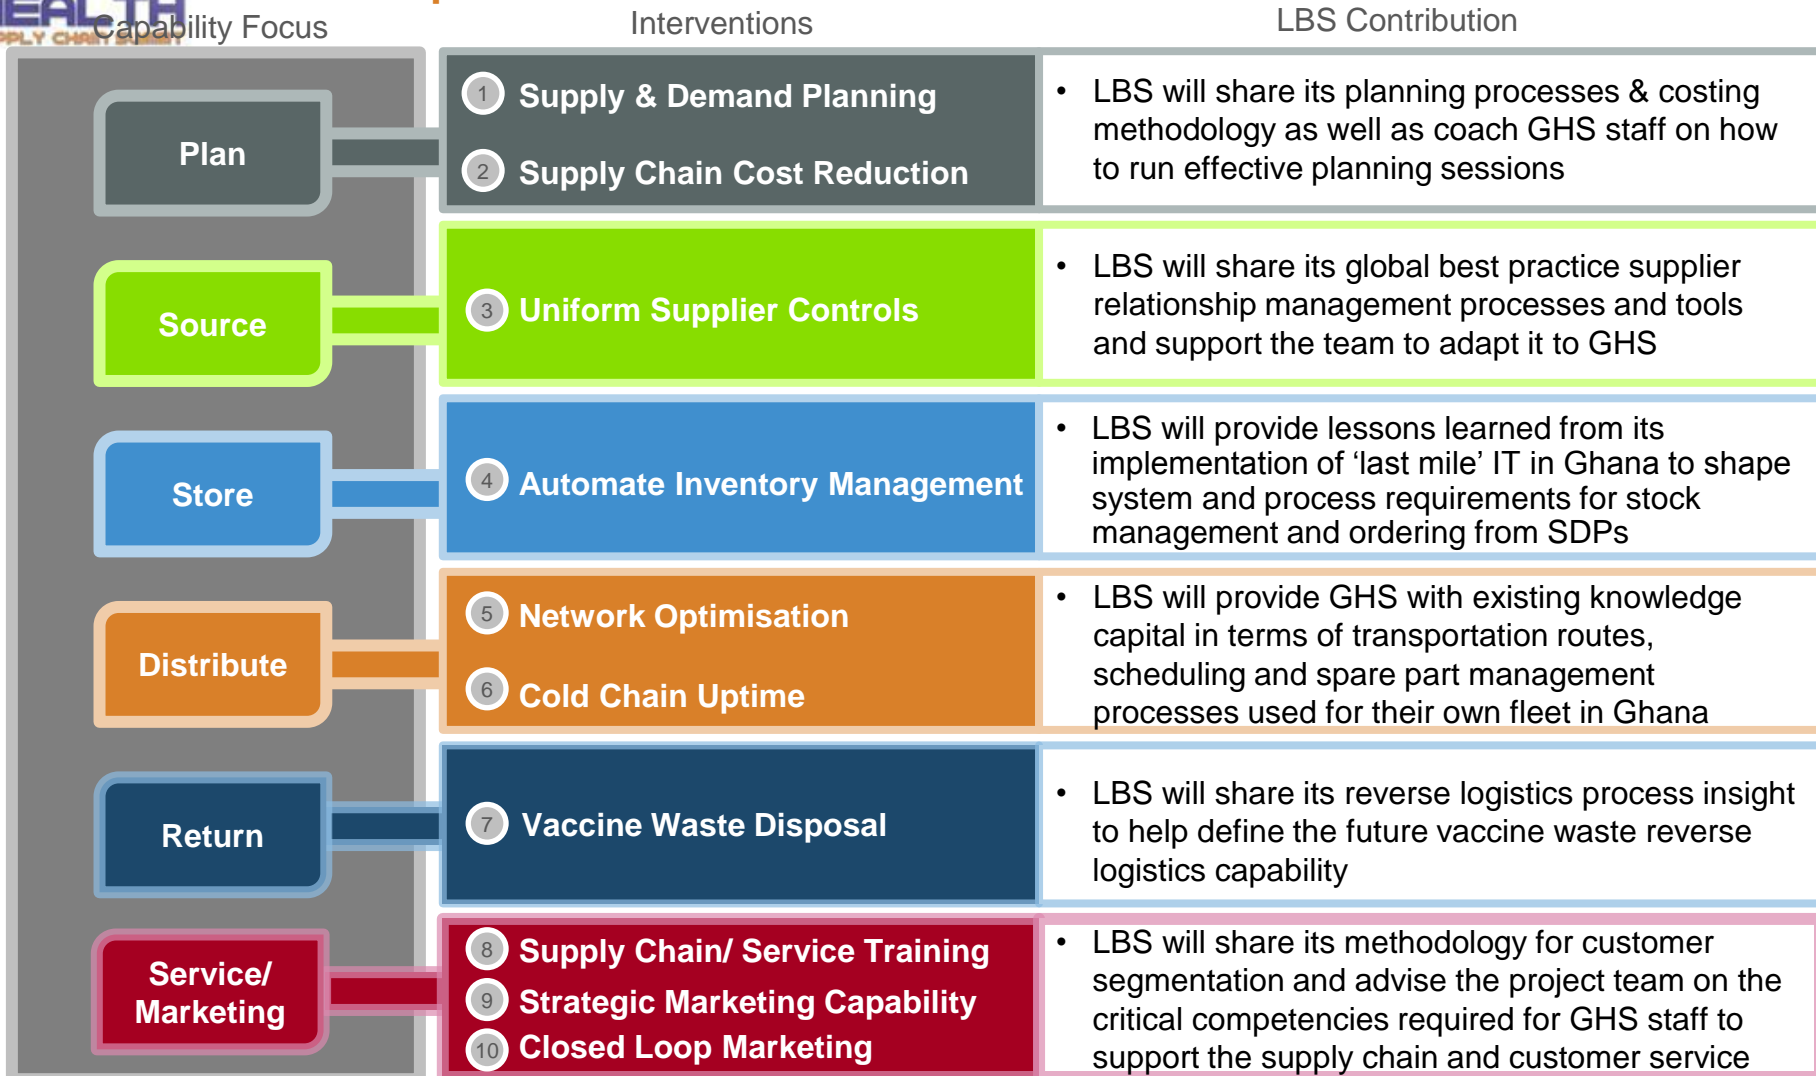 HEALTH
SUPPLY CHAIN SUMMIT
Capability Focus
Interventions
LBS Contribution
Plan
1 Supply & Demand Planning
2 Supply Chain Cost Reduction
• LBS will share its planning processes & costing
methodology as well as coach GHS staff on how
to run effective planning sessions
Source
3 Uniform Supplier Controls
• LBS will share its global best practice supplier
relationship management processes and tools
and support the team to adapt it to GHS
Store
4 Automate Inventory Management
• LBS will provide lessons learned from its
implementation of ‘last mile’ IT in Ghana to shape
system and process requirements for stock
management and ordering from SDPs
Distribute
5 Network Optimisation
6 Cold Chain Uptime
• LBS will provide GHS with existing knowledge
capital in terms of transportation routes,
scheduling and spare part management
processes used for their own fleet in Ghana
Return
7 Vaccine Waste Disposal
• LBS will share its reverse logistics process insight
to help define the future vaccine waste reverse
logistics capability
Service/
Marketing
8 Supply Chain/ Service Training
9 Strategic Marketing Capability
10 Closed Loop Marketing
• LBS will share its methodology for customer
segmentation and advise the project team on the
critical competencies required for GHS staff to
support the supply chain and customer service